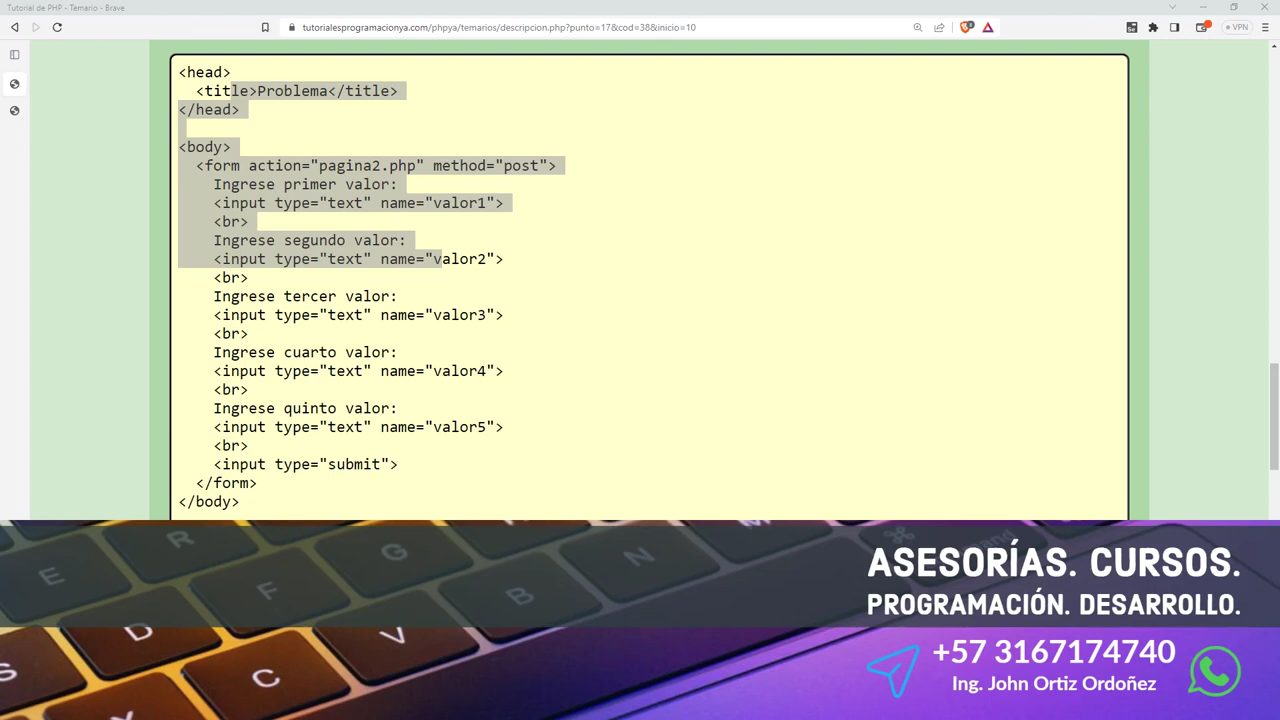 Tutorial de PHP - Temario - Brave
tutorialesprogramacionya.com/phpya/temarios/descripcion.php?punto=17&cod=38&inicio=10
VPN
<head>
  <title>Problema</title>
</head>
<body>
  <form action="pagina2.php" method="post">
    Ingrese primer valor:
    <input type="text" name="valor1">
    <br>
    Ingrese segundo valor:
    <input type="text" name="valor2">
    <br>
    Ingrese tercer valor:
    <input type="text" name="valor3">
    <br>
    Ingrese cuarto valor:
    <input type="text" name="valor4">
    <br>
    Ingrese quinto valor:
    <input type="text" name="valor5">
    <br>
    <input type="submit">
  </form>
</body>
ASESORÍAS. CURSOS.
PROGRAMACIÓN. DESARROLLO.
+57 3167174740
Ing. John Ortiz Ordoñez
E
R
F
G
D
C
V
B
N
M
S